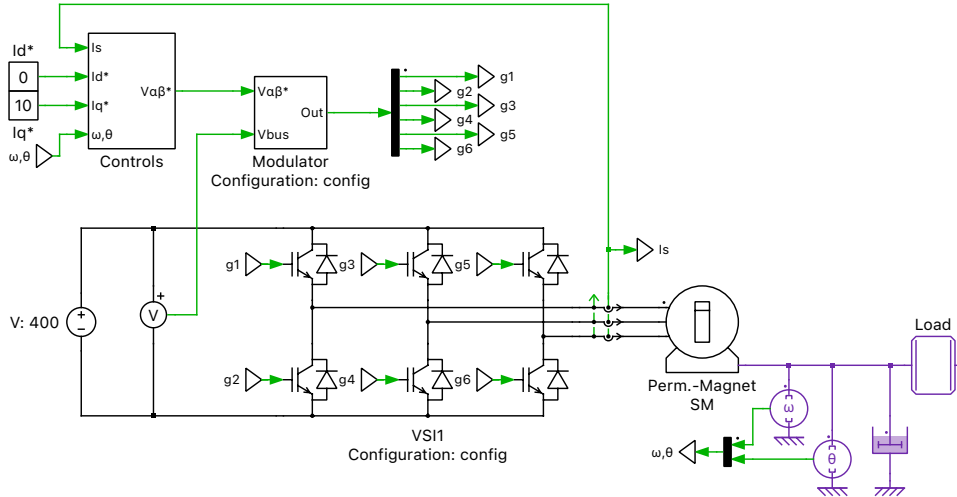 Id*
0
10
Iq*
ω,θ
Is
Id*
Iq*
ω,θ
Vαβ*
Controls
Vαβ*
Vbus
Out
Modulator
Configuration: config
g1
g2
g3
g4
g5
g6
Is
g1
g3
g5
V: 400
+
V
g2
g4
g6
VSI1
Configuration: config
Perm.-Magnet
SM
Load
ω
θ
ω,θ